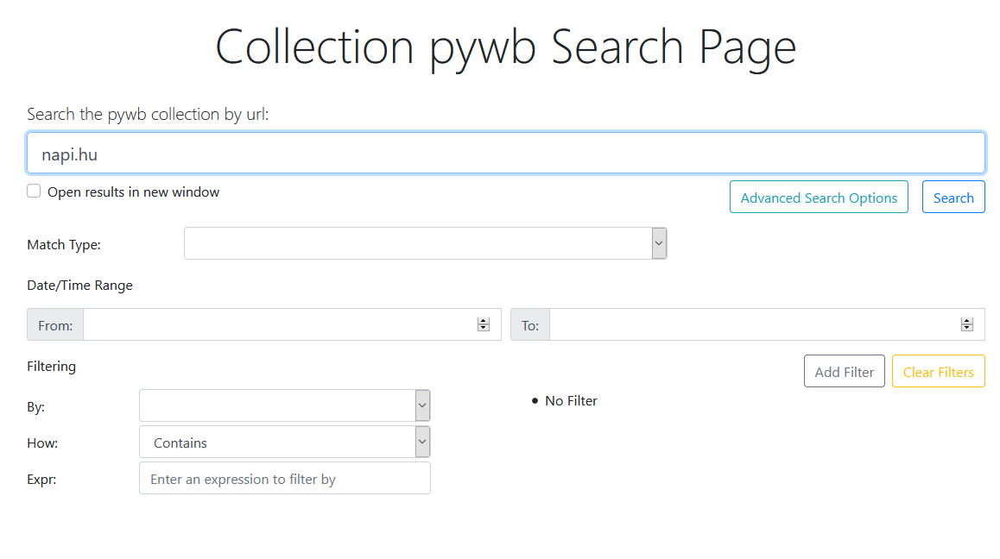 Collection pywb Search Page
Search the pywb collection by url:
napi.hu
Open results in new window
Advanced Search Options
Search
Match Type:
Date/Time Range
From:
To:
Filtering
Add Filter
Clear Filters
By:
• No Filter
How:
Contains
Expr:
Enter an expression to filter by